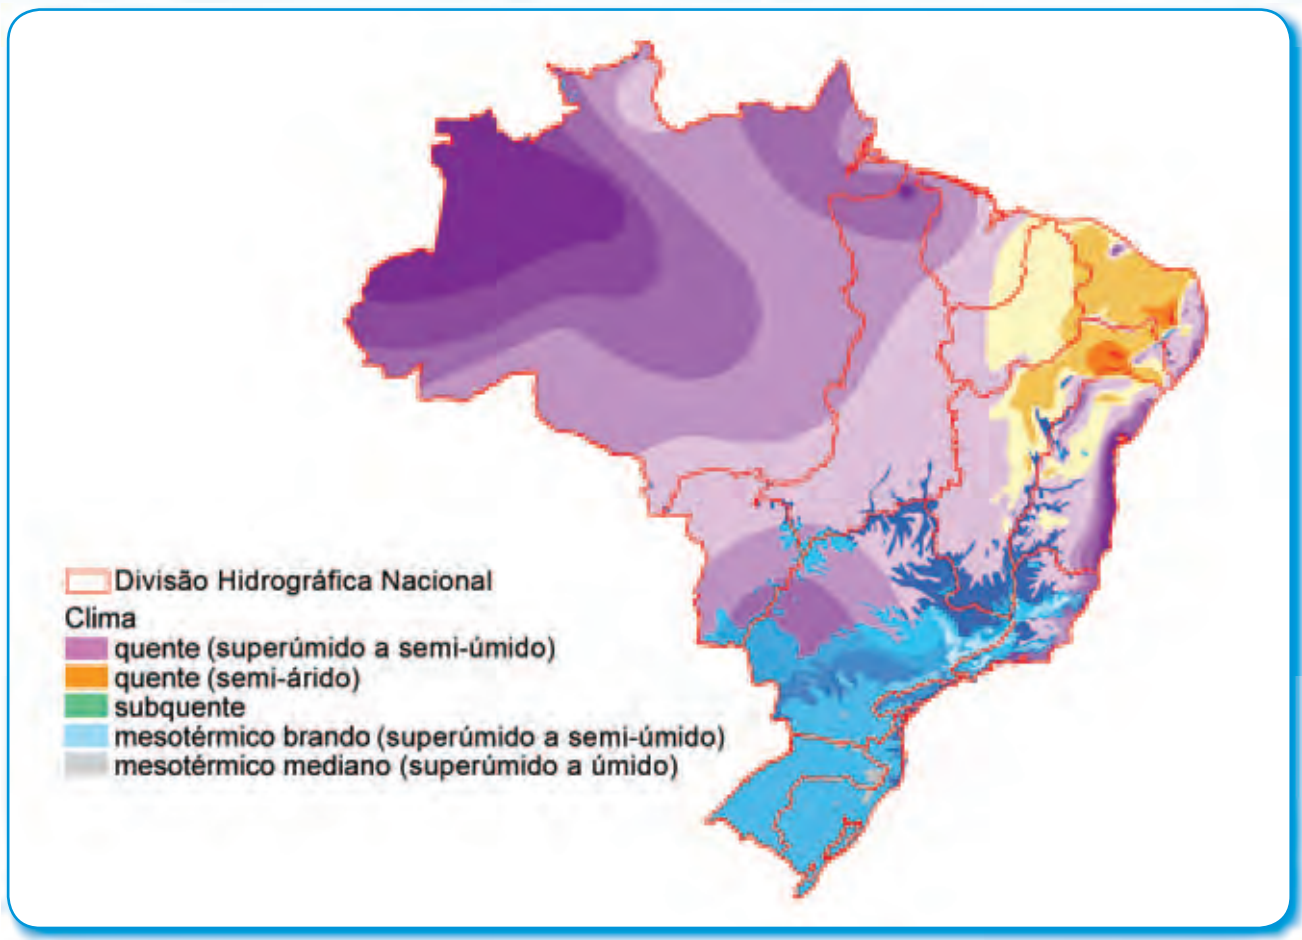 Divisão Hidrográfica Nacional
Clima
quente (superúmido a semi-úmido)
quente (semi-árido)
subquente
mesotérmico brando (superúmido a semi-úmido)
mesotérmico mediano (superúmido a úmido)